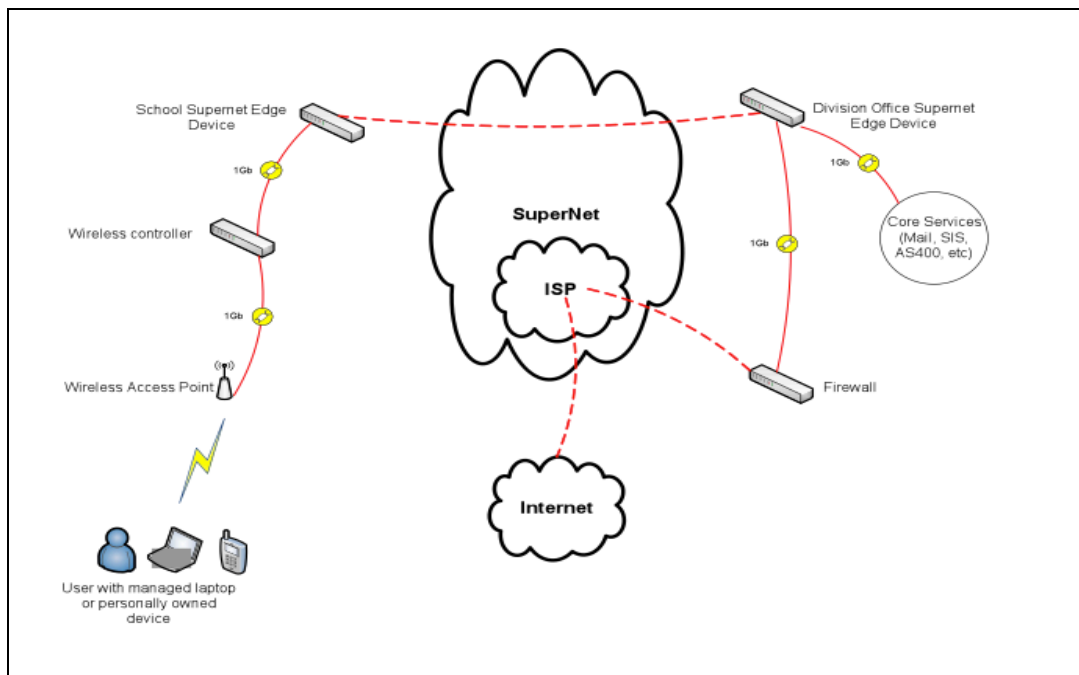 School Supernet Edge
Device
Division Office Supernet
Edge Device
1Gb
1Gb
SuperNet
Core Services
(Mail, SIS,
AS400, etc)
Wireless controller
1Gb
ISP
1Gb
Wireless Access Point
Firewall
Internet
User with managed laptop
or personally owned
device